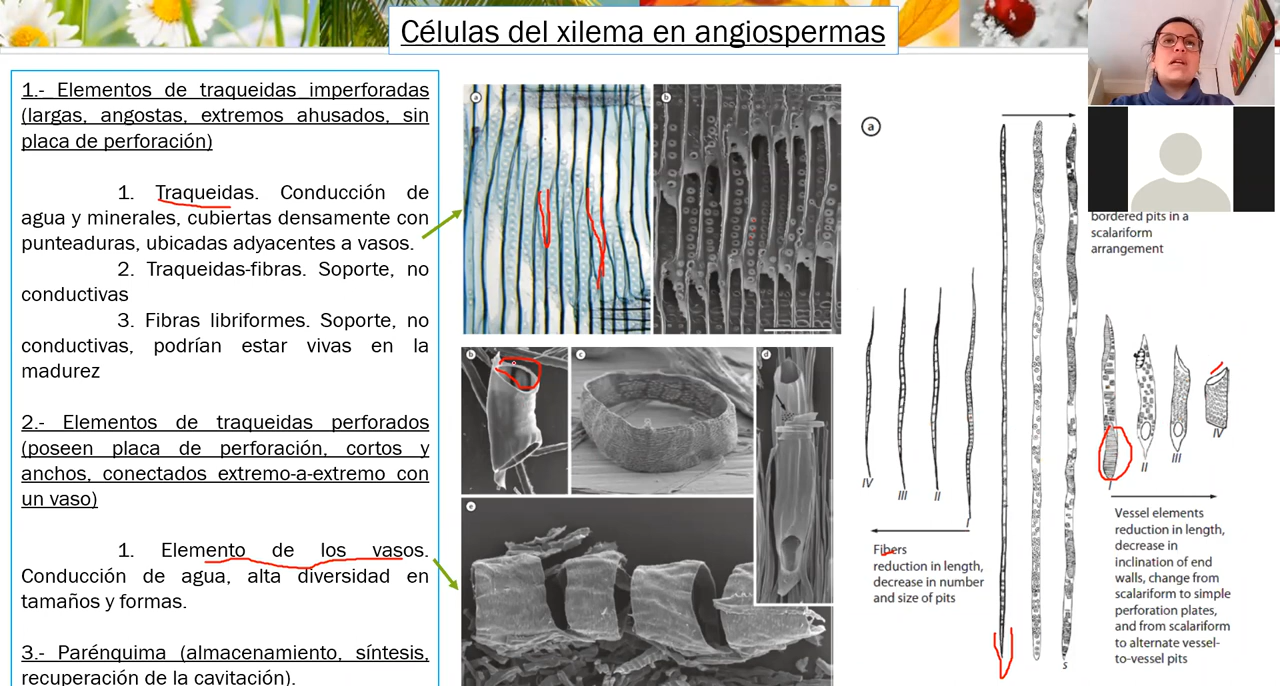 Células del xilema en angiospermas
1.- Elementos de traqueidas imperforadas
(largas, angostas, extremos ahusados, sin
placa de perforación)
1. Traqueidas. Conducción de
agua y minerales, cubiertas densamente con
punteaduras, ubicadas adyacentes a vasos.
2. Traqueidas-fibras. Soporte, no
conductivas
3. Fibras libriformes. Soporte, no
conductivas, podrían estar vivas en la
madurez
2.- Elementos de traqueidas perforados
(poseen placa de perforación, cortos y
anchos, conectados extremo-a-extremo con
un vaso)
1. Elemento de los vasos.
Conducción de agua, alta diversidad en
tamaños y formas.
3.- Parénquima (almacenamiento, síntesis,
recuperación de la cavitación).
a
b
b
c
d
e
a
IV
III
II
I
Fibers
reduction in length,
decrease in number
and size of pits
bordered pits in a
scalariform
arrangement
I
II
III
IV
Vessel elements
reduction in length,
decrease in
inclination of end
walls, change from
scalariform to simple
perforation plates,
and from scalariform
to alternate vessel-
to-vessel pits